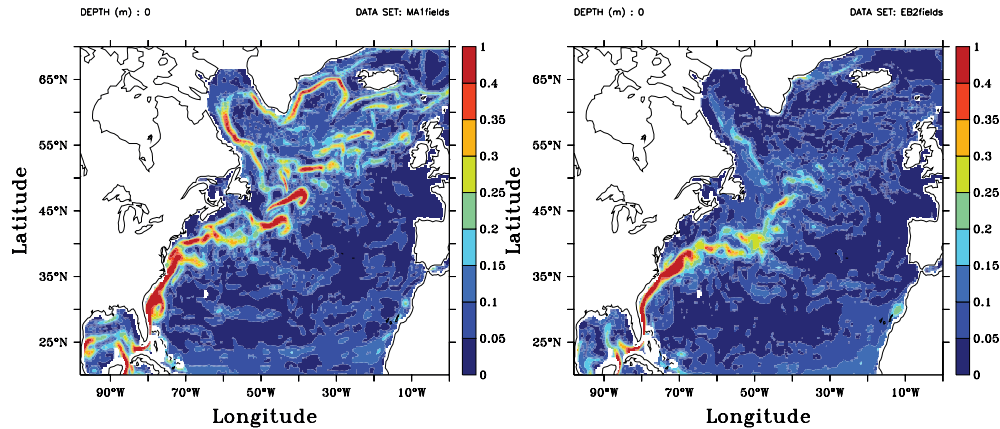 DEPTH (m) : 0 DATA SET: MA1fields
65°N
55°N
45°N
35°N
25°N
Latitude
90°W 70°W 50°W 30°W 10°W
Longitude
1
0.4
0.35
0.3
0.25
0.2
0.15
0.1
0.05
0
DEPTH (m) : 0 DATA SET: EB2fields
65°N
55°N
45°N
35°N
25°N
Latitude
90°W 70°W 50°W 30°W 10°W
Longitude
1
0.4
0.35
0.3
0.25
0.2
0.15
0.1
0.05
0